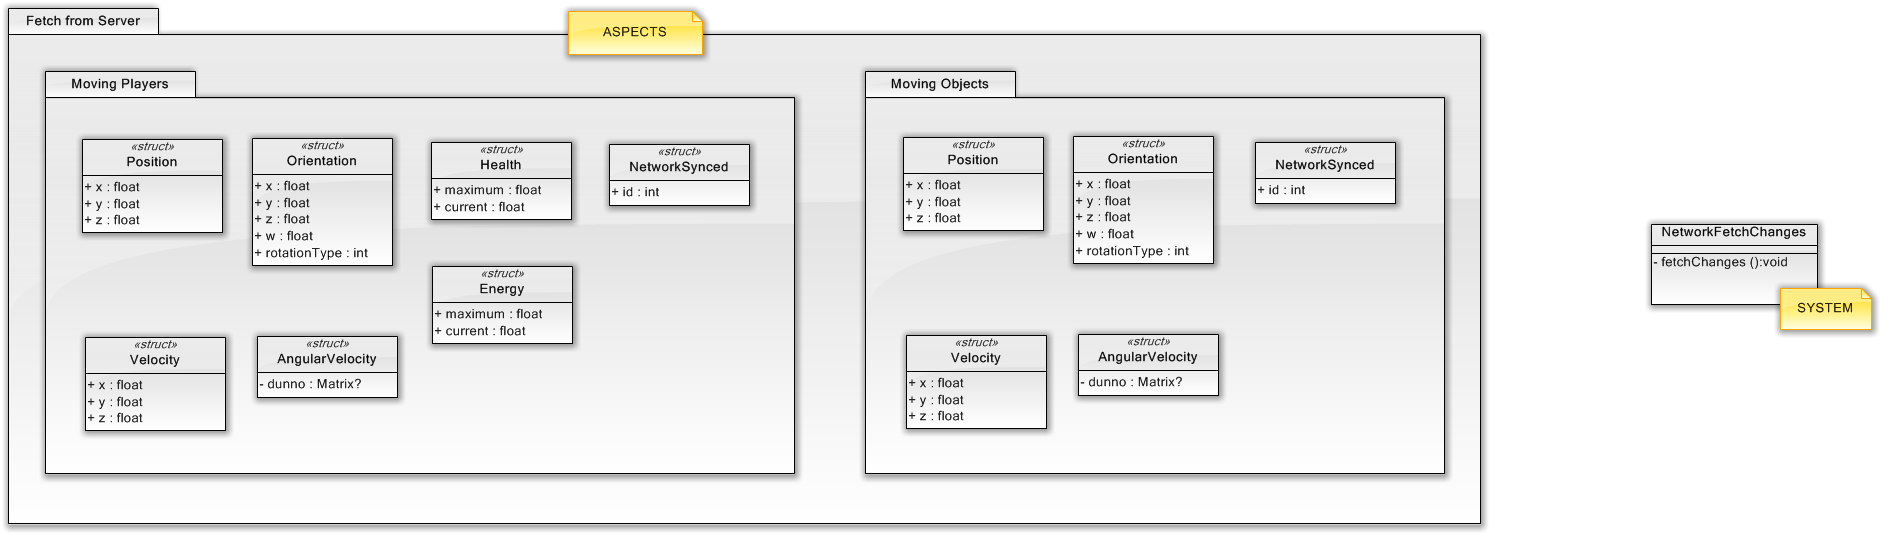 Fetch from Server
ASPECTS
Moving Players
«struct»
Position
+ x : float
+ y : float
+ z : float
«struct»
Orientation
+ x : float
+ y : float
+ z : float
+ w : float
+ rotationType : int
«struct»
Health
+ maximum : float
+ current : float
«struct»
NetworkSynced
+ id : int
«struct»
Energy
+ maximum : float
+ current : float
«struct»
Velocity
+ x : float
+ y : float
+ z : float
«struct»
AngularVelocity
- dunno : Matrix?
Moving Objects
«struct»
Position
+ x : float
+ y : float
+ z : float
«struct»
Orientation
+ x : float
+ y : float
+ z : float
+ w : float
+ rotationType : int
«struct»
NetworkSynced
+ id : int
«struct»
Velocity
+ x : float
+ y : float
+ z : float
«struct»
AngularVelocity
- dunno : Matrix?
NetworkFetchChanges
- fetchChanges ():void
SYSTEM